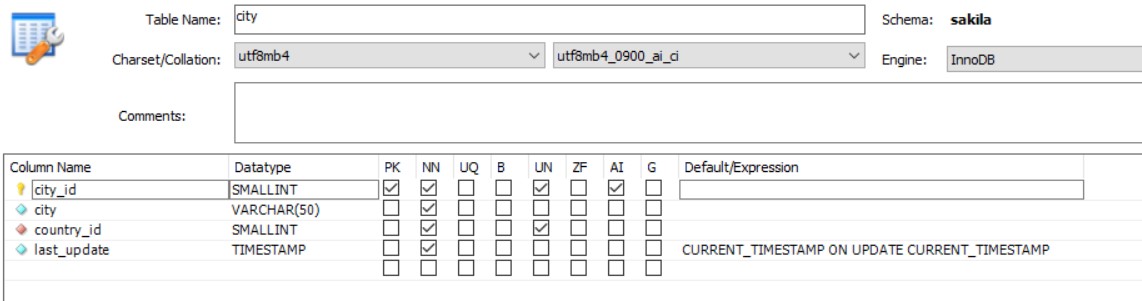 Table Name: city Schema: sakila
Charset/Collation: utf8mb4 utf8mb4_0900_ai_ci Engine: InnoDB
Comments:
Column Name Datatype PK NN UQ B UN ZF AI G Default/Expression
city_id SMALLINT
city VARCHAR(50)
country_id SMALLINT
last_update TIMESTAMP CURRENT_TIMESTAMP ON UPDATE CURRENT_TIMESTAMP